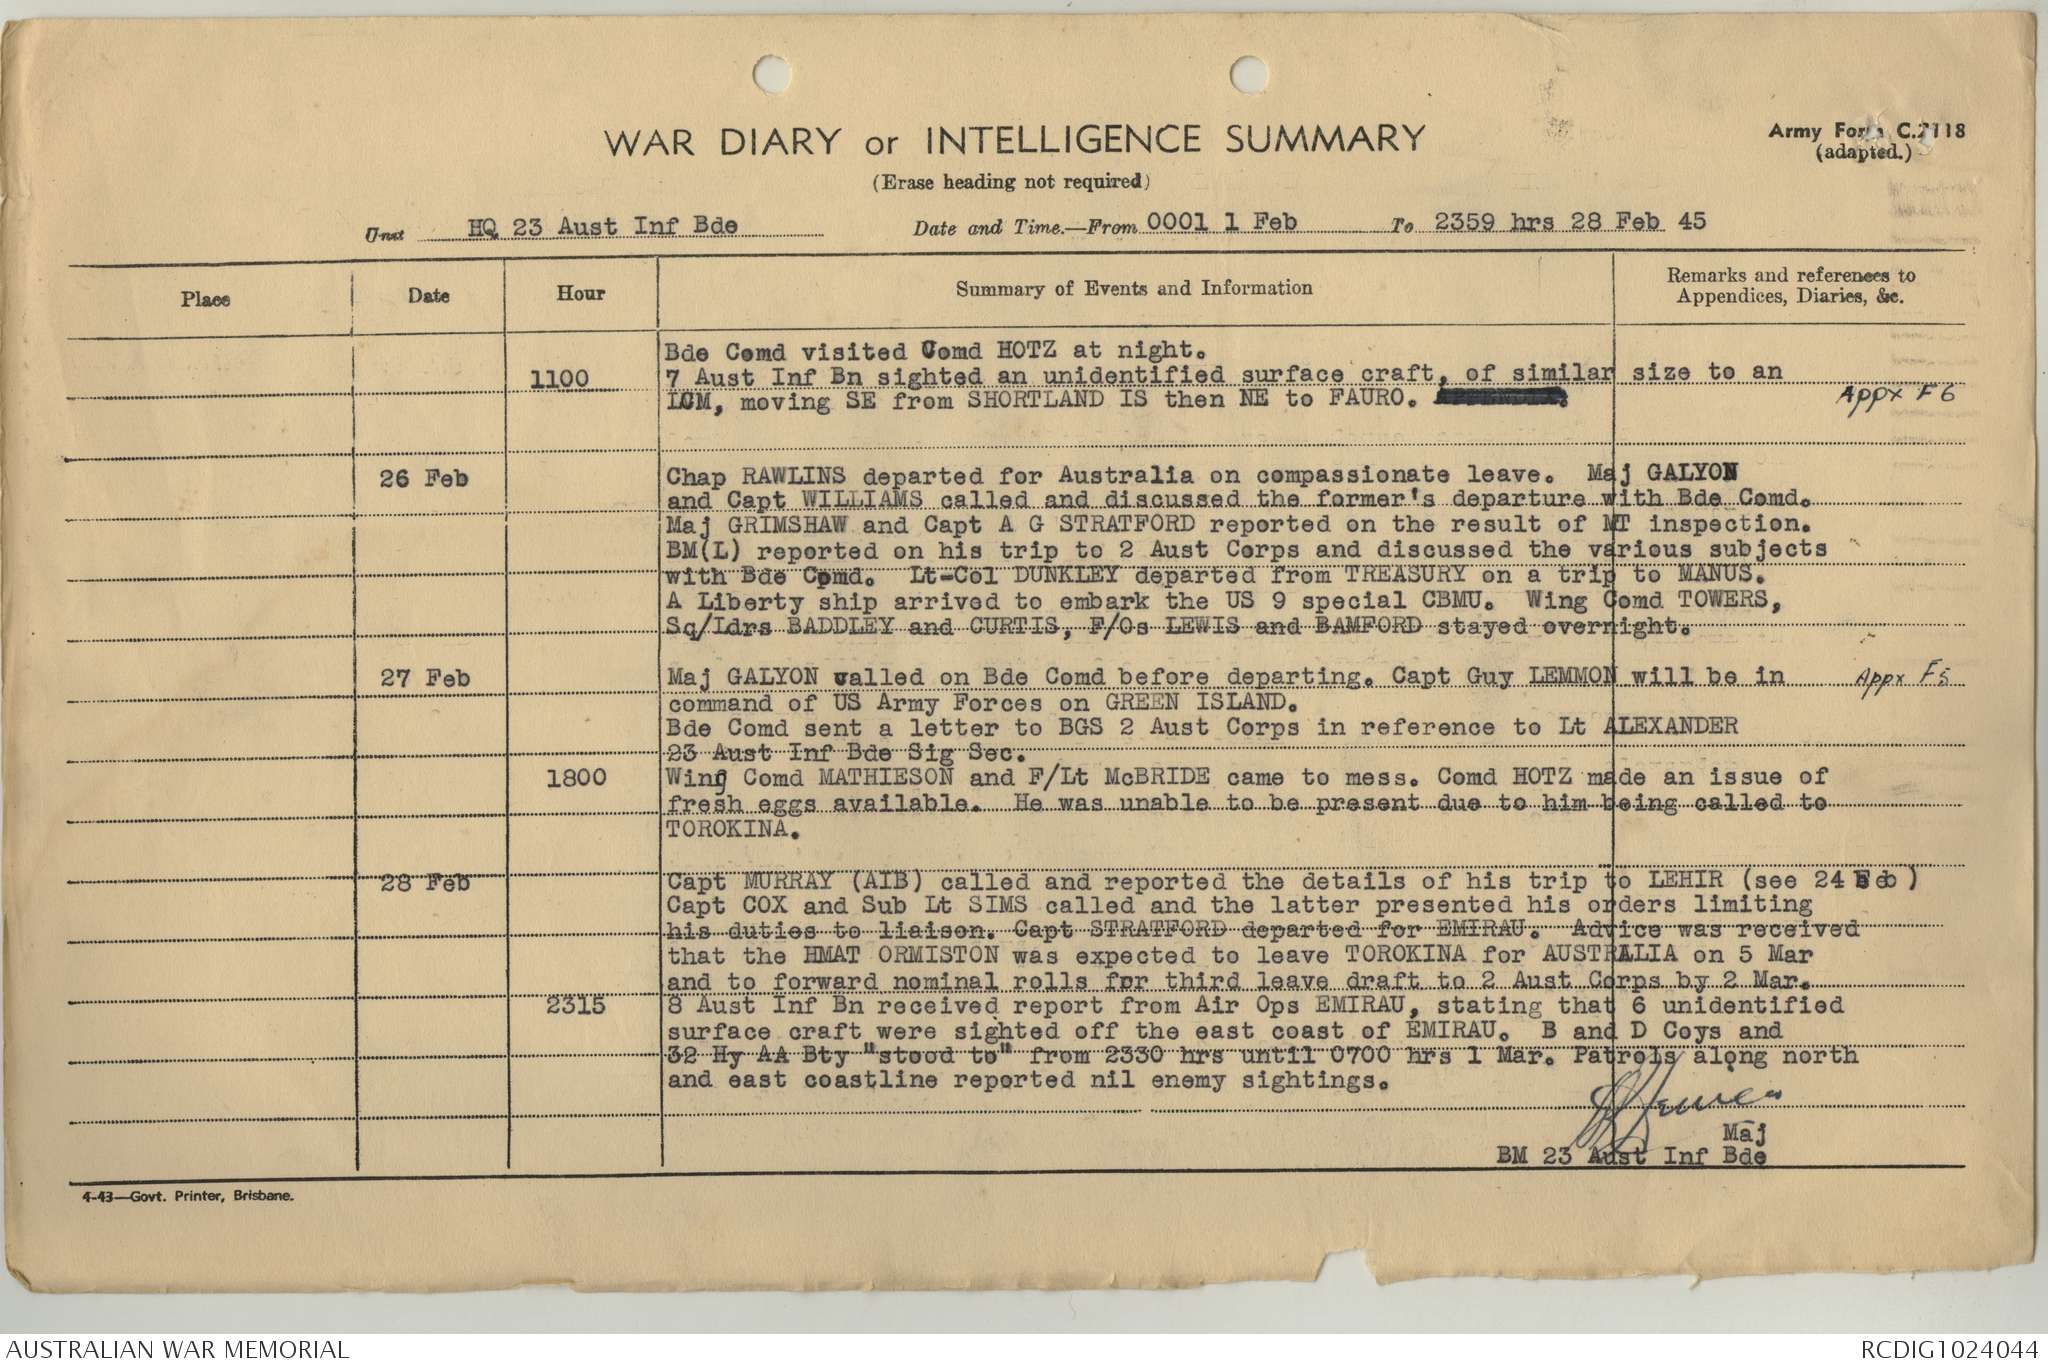 WAR DIARY or INTELLIGENCE SUMMARY
Army Form C.2118
(adapted.)
(Erase heading not required)
Unit HQ 23 Aust Inf Bde Date and Time.—From 0001 1 Feb To 2359 hrs 28 Feb 45
Place Date Hour Summary of Events and Information Remarks and references to
Appendices, Diaries, &c.
Bde Comd visited Comd HOTZ at night.
1100 7 Aust Inf Bn sighted an unidentified surface craft, of similar size to an
LCM, moving SE from SHORTLAND IS then NE to FAURO. Appx F6
26 Feb Chap RAWLINS departed for Australia on compassionate leave. Maj GALYON
and Capt WILLIAMS called and discussed the former's departure with Bde Comd.
Maj GRIMSHAW and Capt A G STRATFORD reported on the result of MT inspection.
BM(L) reported on his trip to 2 Aust Corps and discussed the various subjects
with Bde Comd. Lt-Col DUNKLEY departed from TREASURY on a trip to MANUS.
A Liberty ship arrived to embark the US 9 special CBMU. Wing Comd TOWERS,
Sq/Ldrs BADDLEY and CURTIS, F/Os LEWIS and BAMFORD stayed overnight.
27 Feb Maj GALYON called on Bde Comd before departing. Capt Guy LEMMON will be in Appx F5
command of US Army Forces on GREEN ISLAND.
Bde Comd sent a letter to BGS 2 Aust Corps in reference to Lt ALEXANDER
23 Aust Inf Bde Sig Sec.
1800 Wing Comd MATHIESON and F/Lt McBRIDE came to mess. Comd HOTZ made an issue of
fresh eggs available. He was unable to be present due to him being called to
TOROKINA.
28 Feb Capt MURRAY (AIB) called and reported the details of his trip to LEHIR (see 24 Feb)
Capt COX and Sub Lt SIMS called and the latter presented his orders limiting
his duties to liaison. Capt STRATFORD departed for EMIRAU. Advice was received
that the HMAT ORMISTON was expected to leave TOROKINA for AUSTRALIA on 5 Mar
and to forward nominal rolls for third leave draft to 2 Aust Corps by 2 Mar.
2315 8 Aust Inf Bn received report from Air Ops EMIRAU, stating that 6 unidentified
surface craft were sighted off the east coast of EMIRAU. B and D Coys and
32 Hy AA Bty "stood to" from 2330 hrs until 0700 hrs 1 Mar. Patrols along north
and east coastline reported nil enemy sightings.
Maj
BM 23 Aust Inf Bde
4-43—Govt. Printer, Brisbane.
AUSTRALIAN WAR MEMORIAL RCDIG1024044